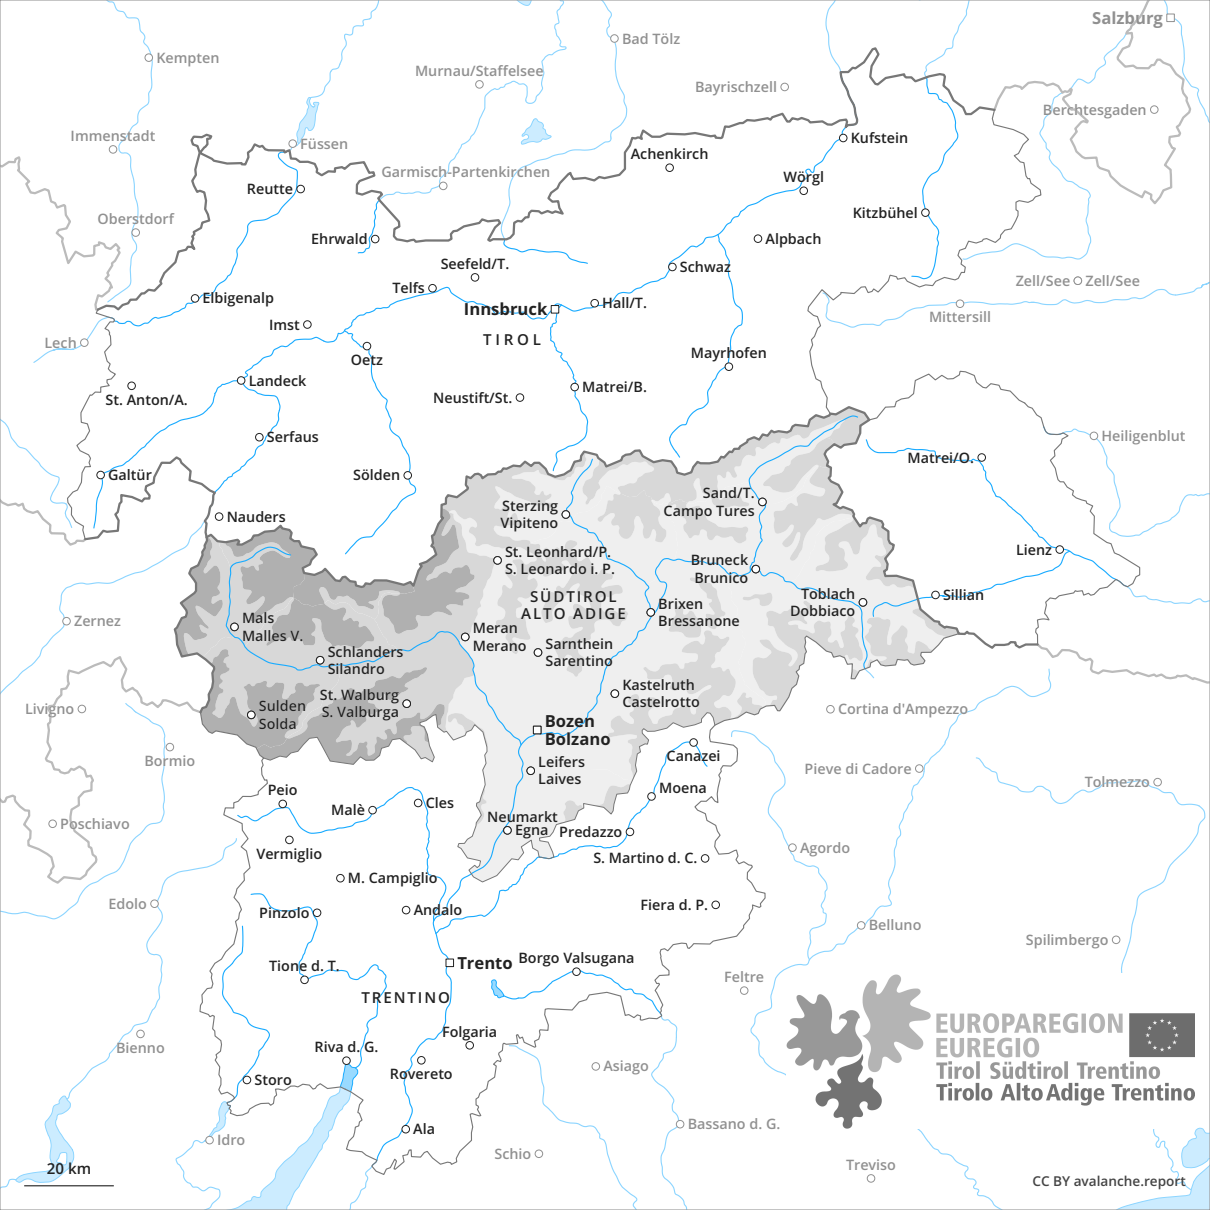 Salzburg
Bad Tölz
Kempten
Murnau/Staffelsee
Bayrischzell
Berchtesgaden
Immenstadt
Füssen
Kufstein
Achenkirch
Garmisch-Partenkirchen
Wörgl
Reutte
Oberstdorf
Kitzbühel
Ehrwald
Alpbach
Seefeld/T.
Schwaz
Zell/See
Zell/See
Telfs
Elbigenalp
Hall/T.
Innsbruck
Mittersill
Imst
TIROL
Lech
Oetz
Mayrhofen
Landeck
Matrei/B.
St. Anton/A.
Neustift/St.
Serfaus
Heiligenblut
Matrei/O.
Galtür
Sölden
Sand/T.
Campo Tures
Sterzing
Vipiteno
Nauders
St. Leonhard/P.
S. Leonardo i. P.
Lienz
Bruneck
Brunico
SÜDTIROL
ALTO ADIGE
Toblach
Dobbiaco
Sillian
Brixen
Bressanone
Zernez
Mals
Malles V.
Meran
Merano
Sarnthein
Sarentino
Schlanders
Silandro
Kastelruth
Castelrotto
St. Walburg
S. Valburga
Livigno
Sulden
Solda
Cortina d'Ampezzo
Bozen
Bolzano
Bormio
Canazei
Leifers
Laives
Pieve di Cadore
Tolmezzo
Peio
Moena
Malè
Cles
Neumarkt
Egna
Poschiavo
Predazzo
Vermiglio
Agordo
S. Martino d. C.
M. Campiglio
Edolo
Pinzolo
Andalo
Fiera d. P.
Belluno
Spilimbergo
Borgo Valsugana
Trento
Tione d. T.
Feltre
TRENTINO
EUROPAREGION
EUREGIO
Tirol Südtirol Trentino
Tirolo Alto Adige Trentino
Folgaria
Bienno
Riva d. G.
Rovereto
Asiago
Storo
Ala
Bassano d. G.
Idro
Schio
Treviso
20 km
CC BY avalanche.report